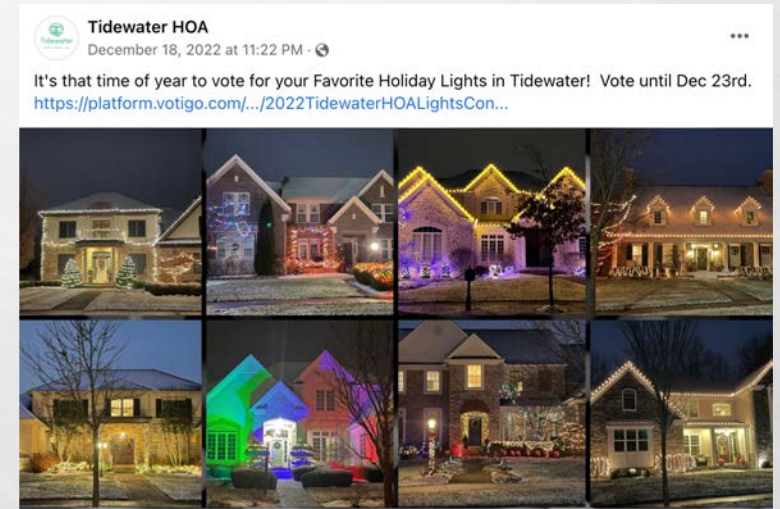 Tidewater HOA
Tidewater
December 18, 2022 at 11:22 PM ·
It's that time of year to vote for your Favorite Holiday Lights in Tidewater! Vote until Dec 23rd.
https://platform.votigo.com/.../2022TidewaterHOALightsCon...